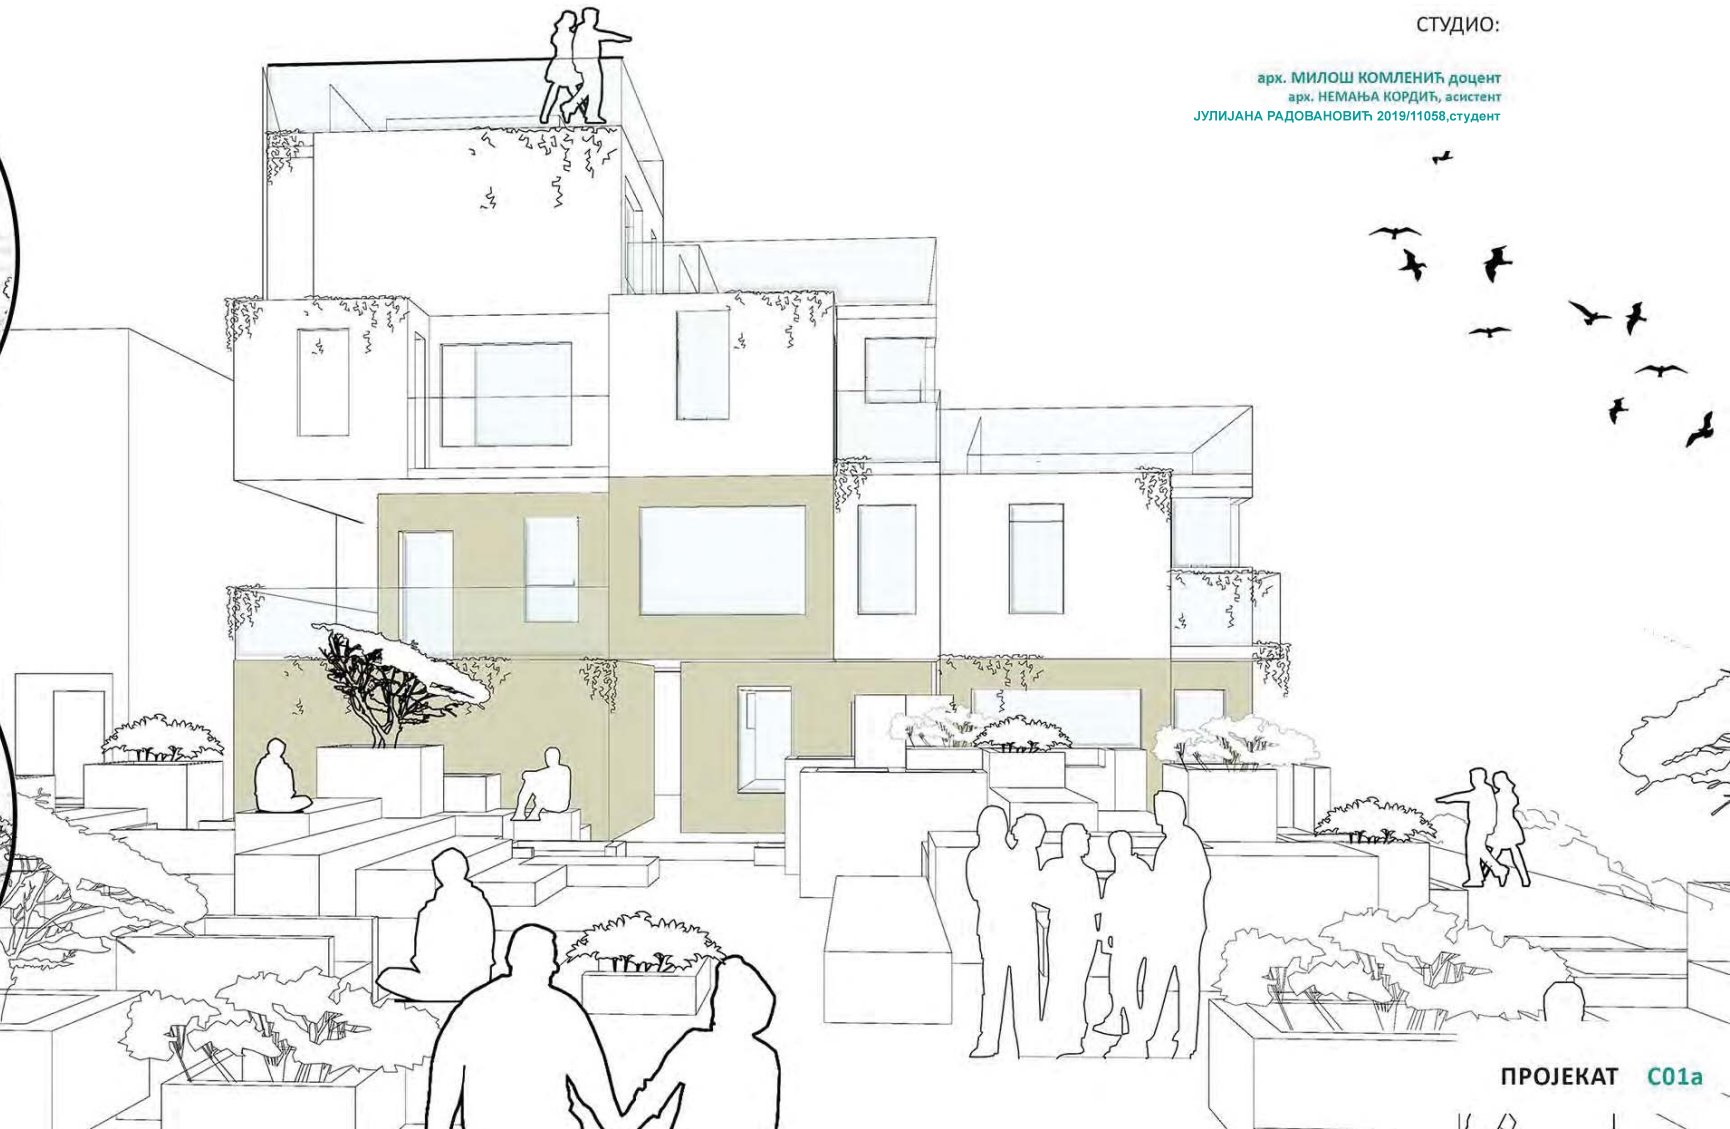 СТУДИО:
арх. МИЛОШ КОМЛЕНИЋ доцент
арх. НЕМАЊА КОРДИЋ, асистент
ЈУЛИЈАНА РАДОВАНОВИЋ 2019/11058,студент
ПРОЈЕКАТ C01a